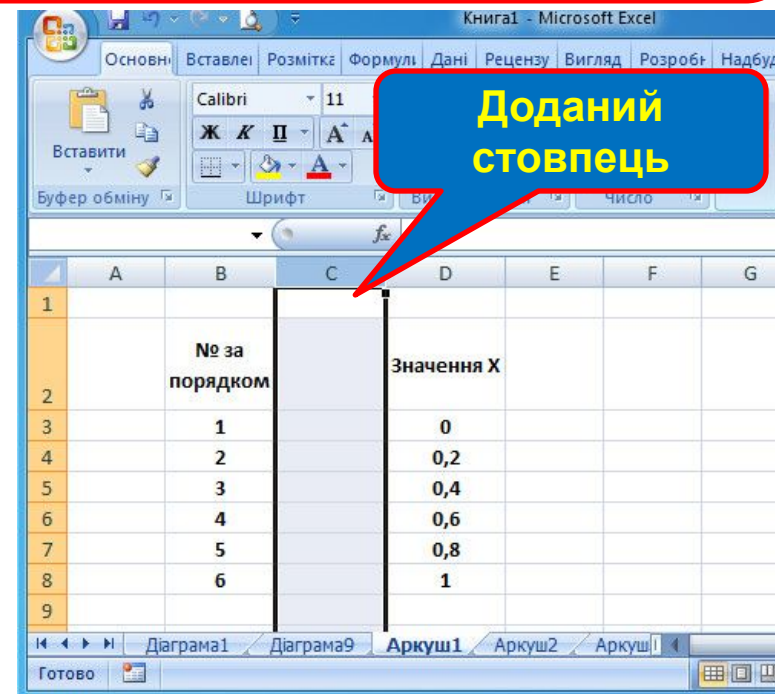 Книга1 - Microsoft Excel
Основні Вставлен Розмітка Формули Дані Рецензу Вигляд Розробн Надбуд
Calibri 11
Ж К П A A
Вставити
A
Буфер обміну Шрифт Число
Доданий
стовпець
fx
A B C D E F G
1
2 № за порядком Значення X
3 1 0
4 2 0,2
5 3 0,4
6 4 0,6
7 5 0,8
8 6 1
9
Діаграма1 Діаграма9 Аркуш1 Аркуш2 Аркуш
Готово